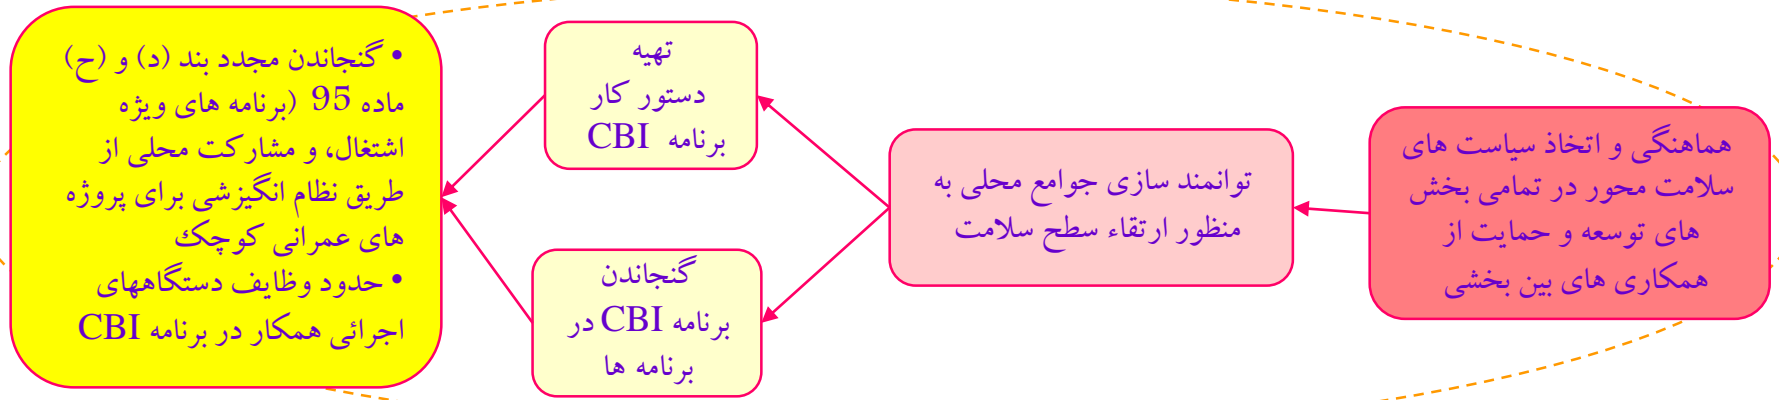 هماهنگی و اتخاذ سیاست های
سلامت محور در تمامی بخش
های توسعه و حمایت از
همکاری های بین بخشی
توانمند سازی جوامع محلی به
منظور ارتقاء سطح سلامت
تهیه
دستور کار
برنامه CBI
گنجاندن
برنامه CBI در
برنامه ها
• گنجاندن مجدد بند (د) و (ح)
ماده 95 (برنامه های ویژه
اشتغال، و مشارکت محلی از
طریق نظام انگیزشی برای پروژه
های عمرانی کوچک
• حدود وظایف دستگاههای
اجرائی همکار در برنامه CBI